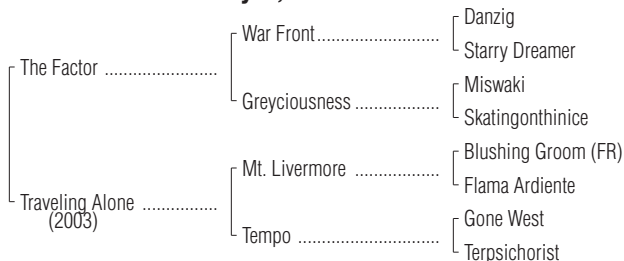 Danzig
War Front....................
Starry Dreamer
The Factor .......................
Miswaki
Greyciousness .................
Skatingonthinice
Blushing Groom (FR)
Mt. Livermore .................
Flama Ardiente
Traveling Alone ...............
(2003)
Gone West
Tempo ............................
Terpsichorist